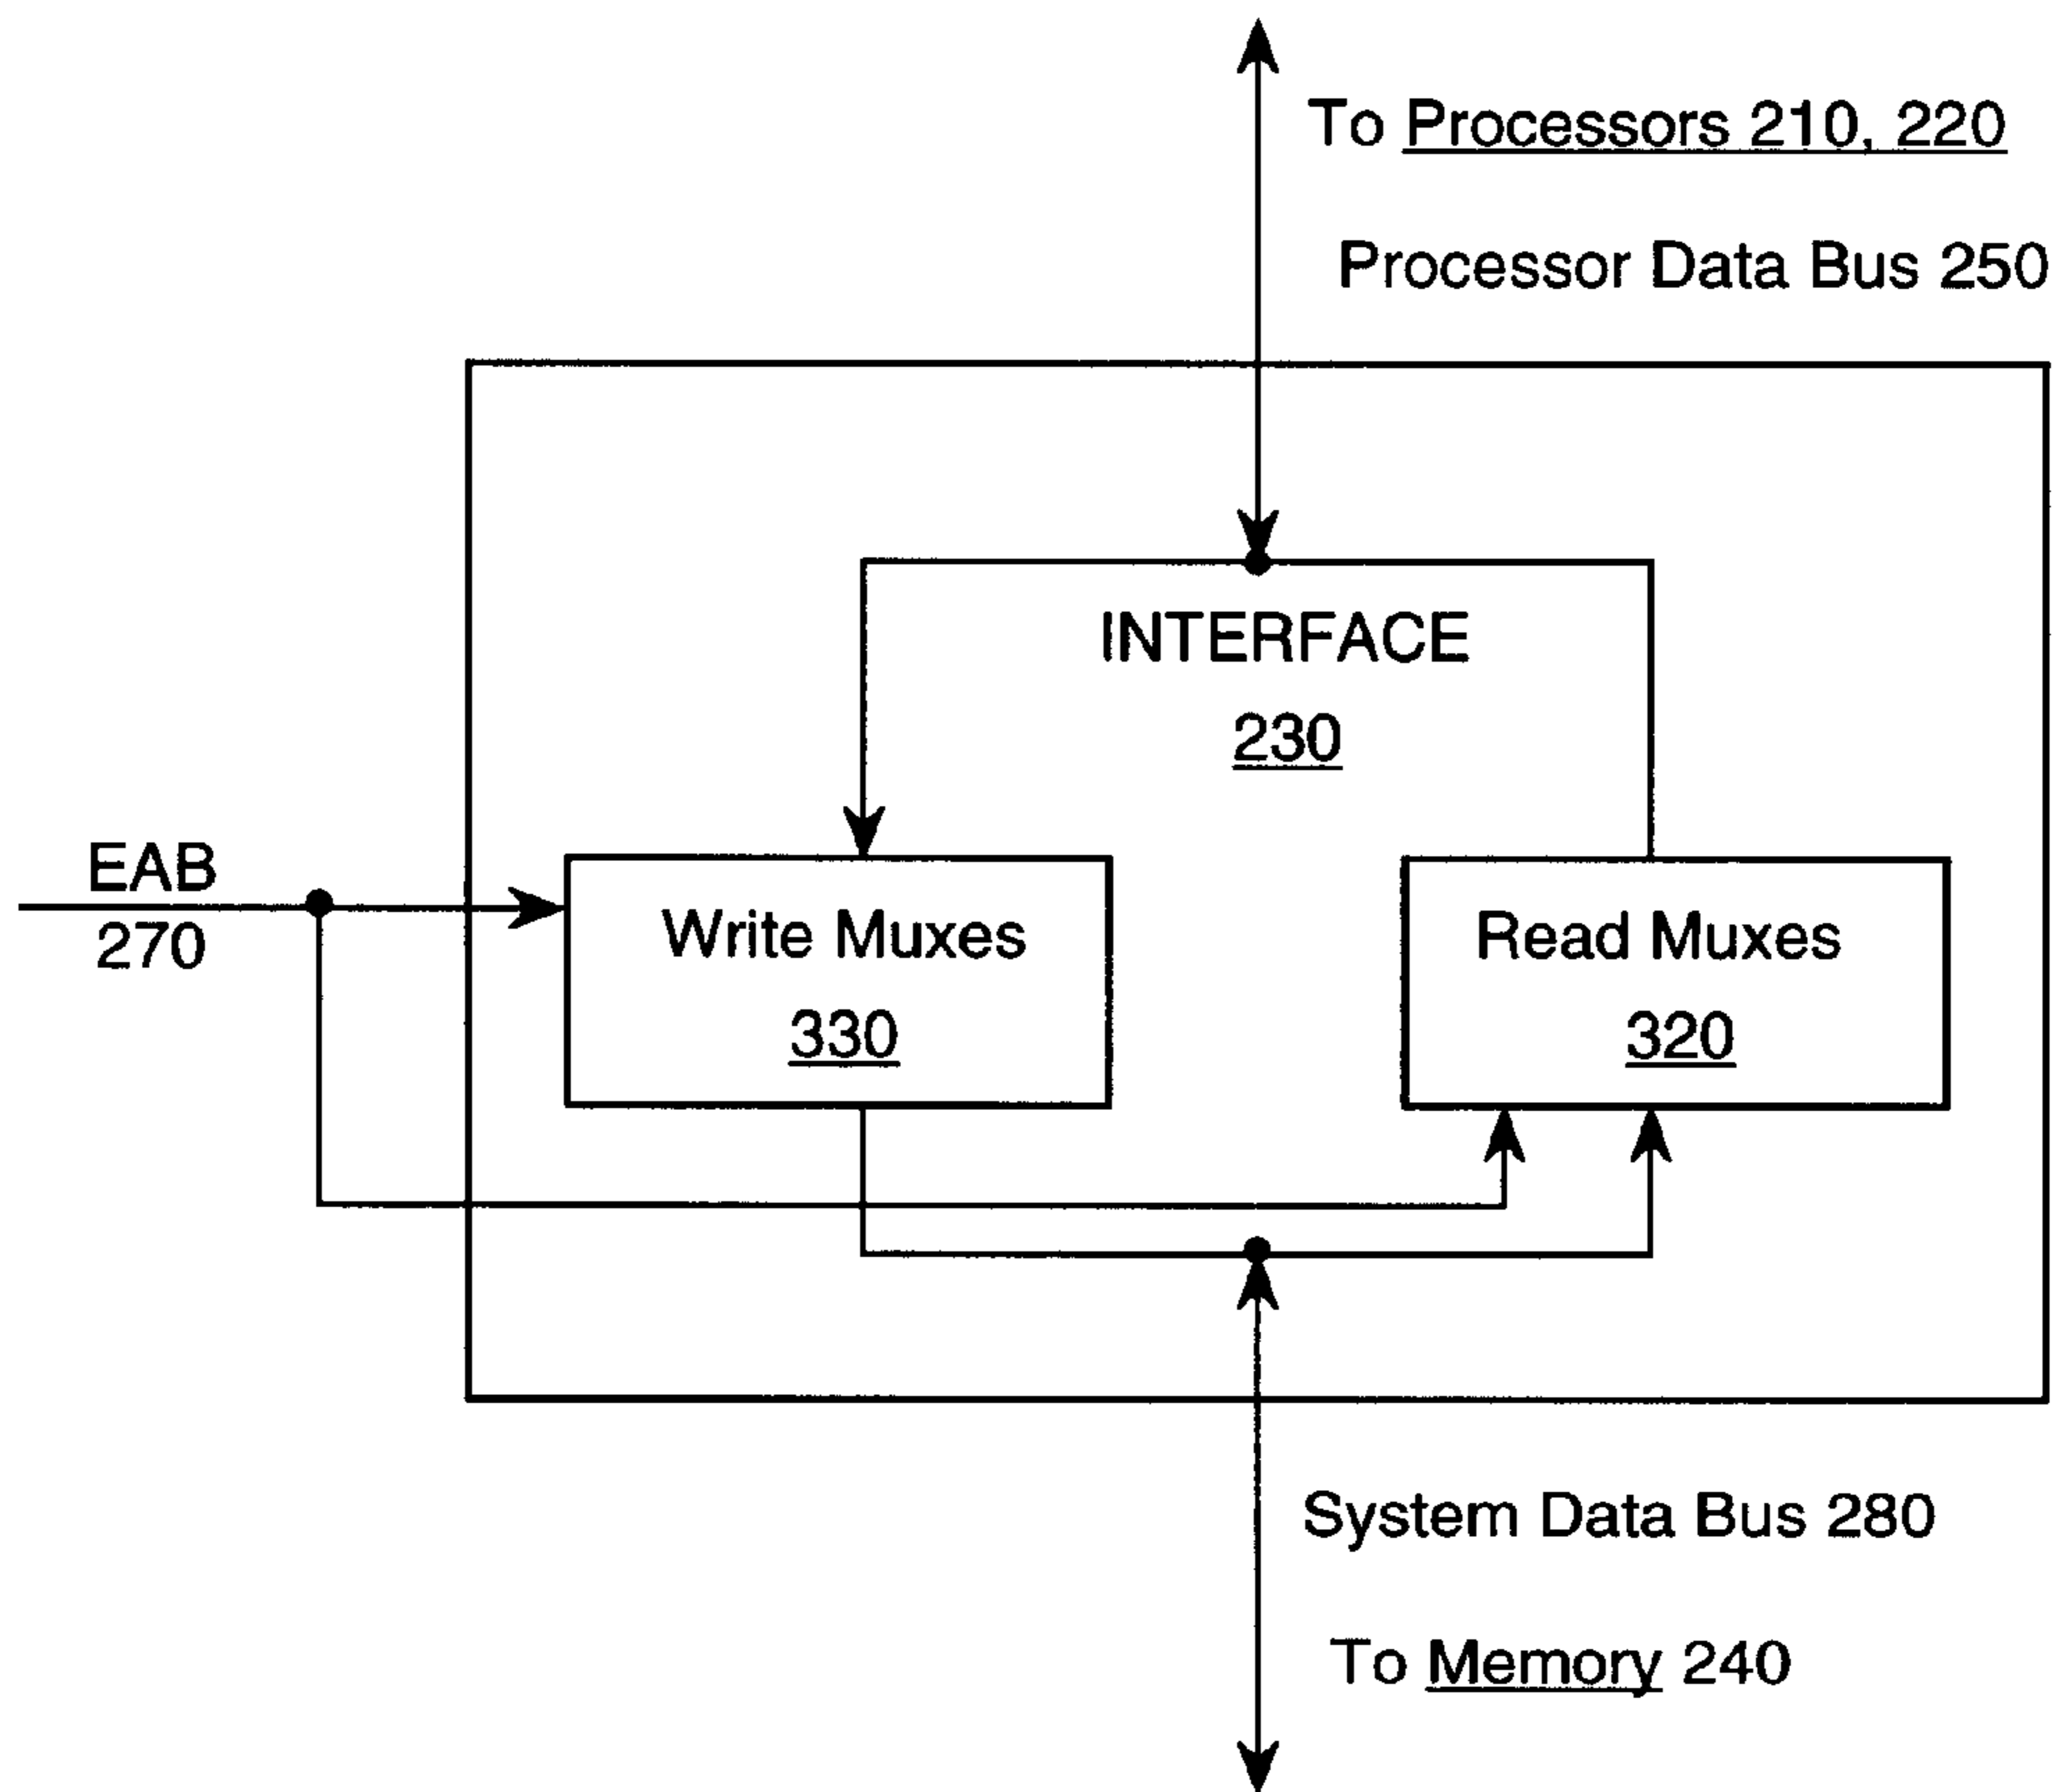 To Processors 210, 220
Processor Data Bus 250
INTERFACE
230
EAB
270
Write Muxes
330
Read Muxes
320
System Data Bus 280
To Memory 240